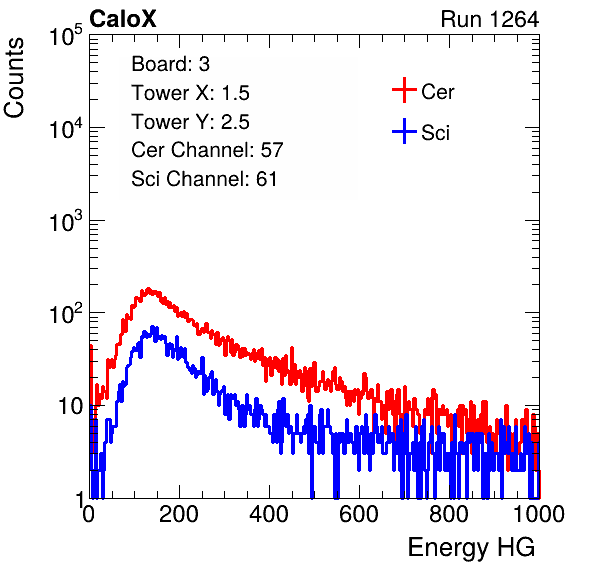 CaloX Run 1264
Counts
Board: 3
Tower X: 1.5
Tower Y: 2.5
Cer Channel: 57
Sci Channel: 61
Cer
Sci
10^5
10^4
10^3
10^2
10
1
0 200 400 600 800 1000
Energy HG